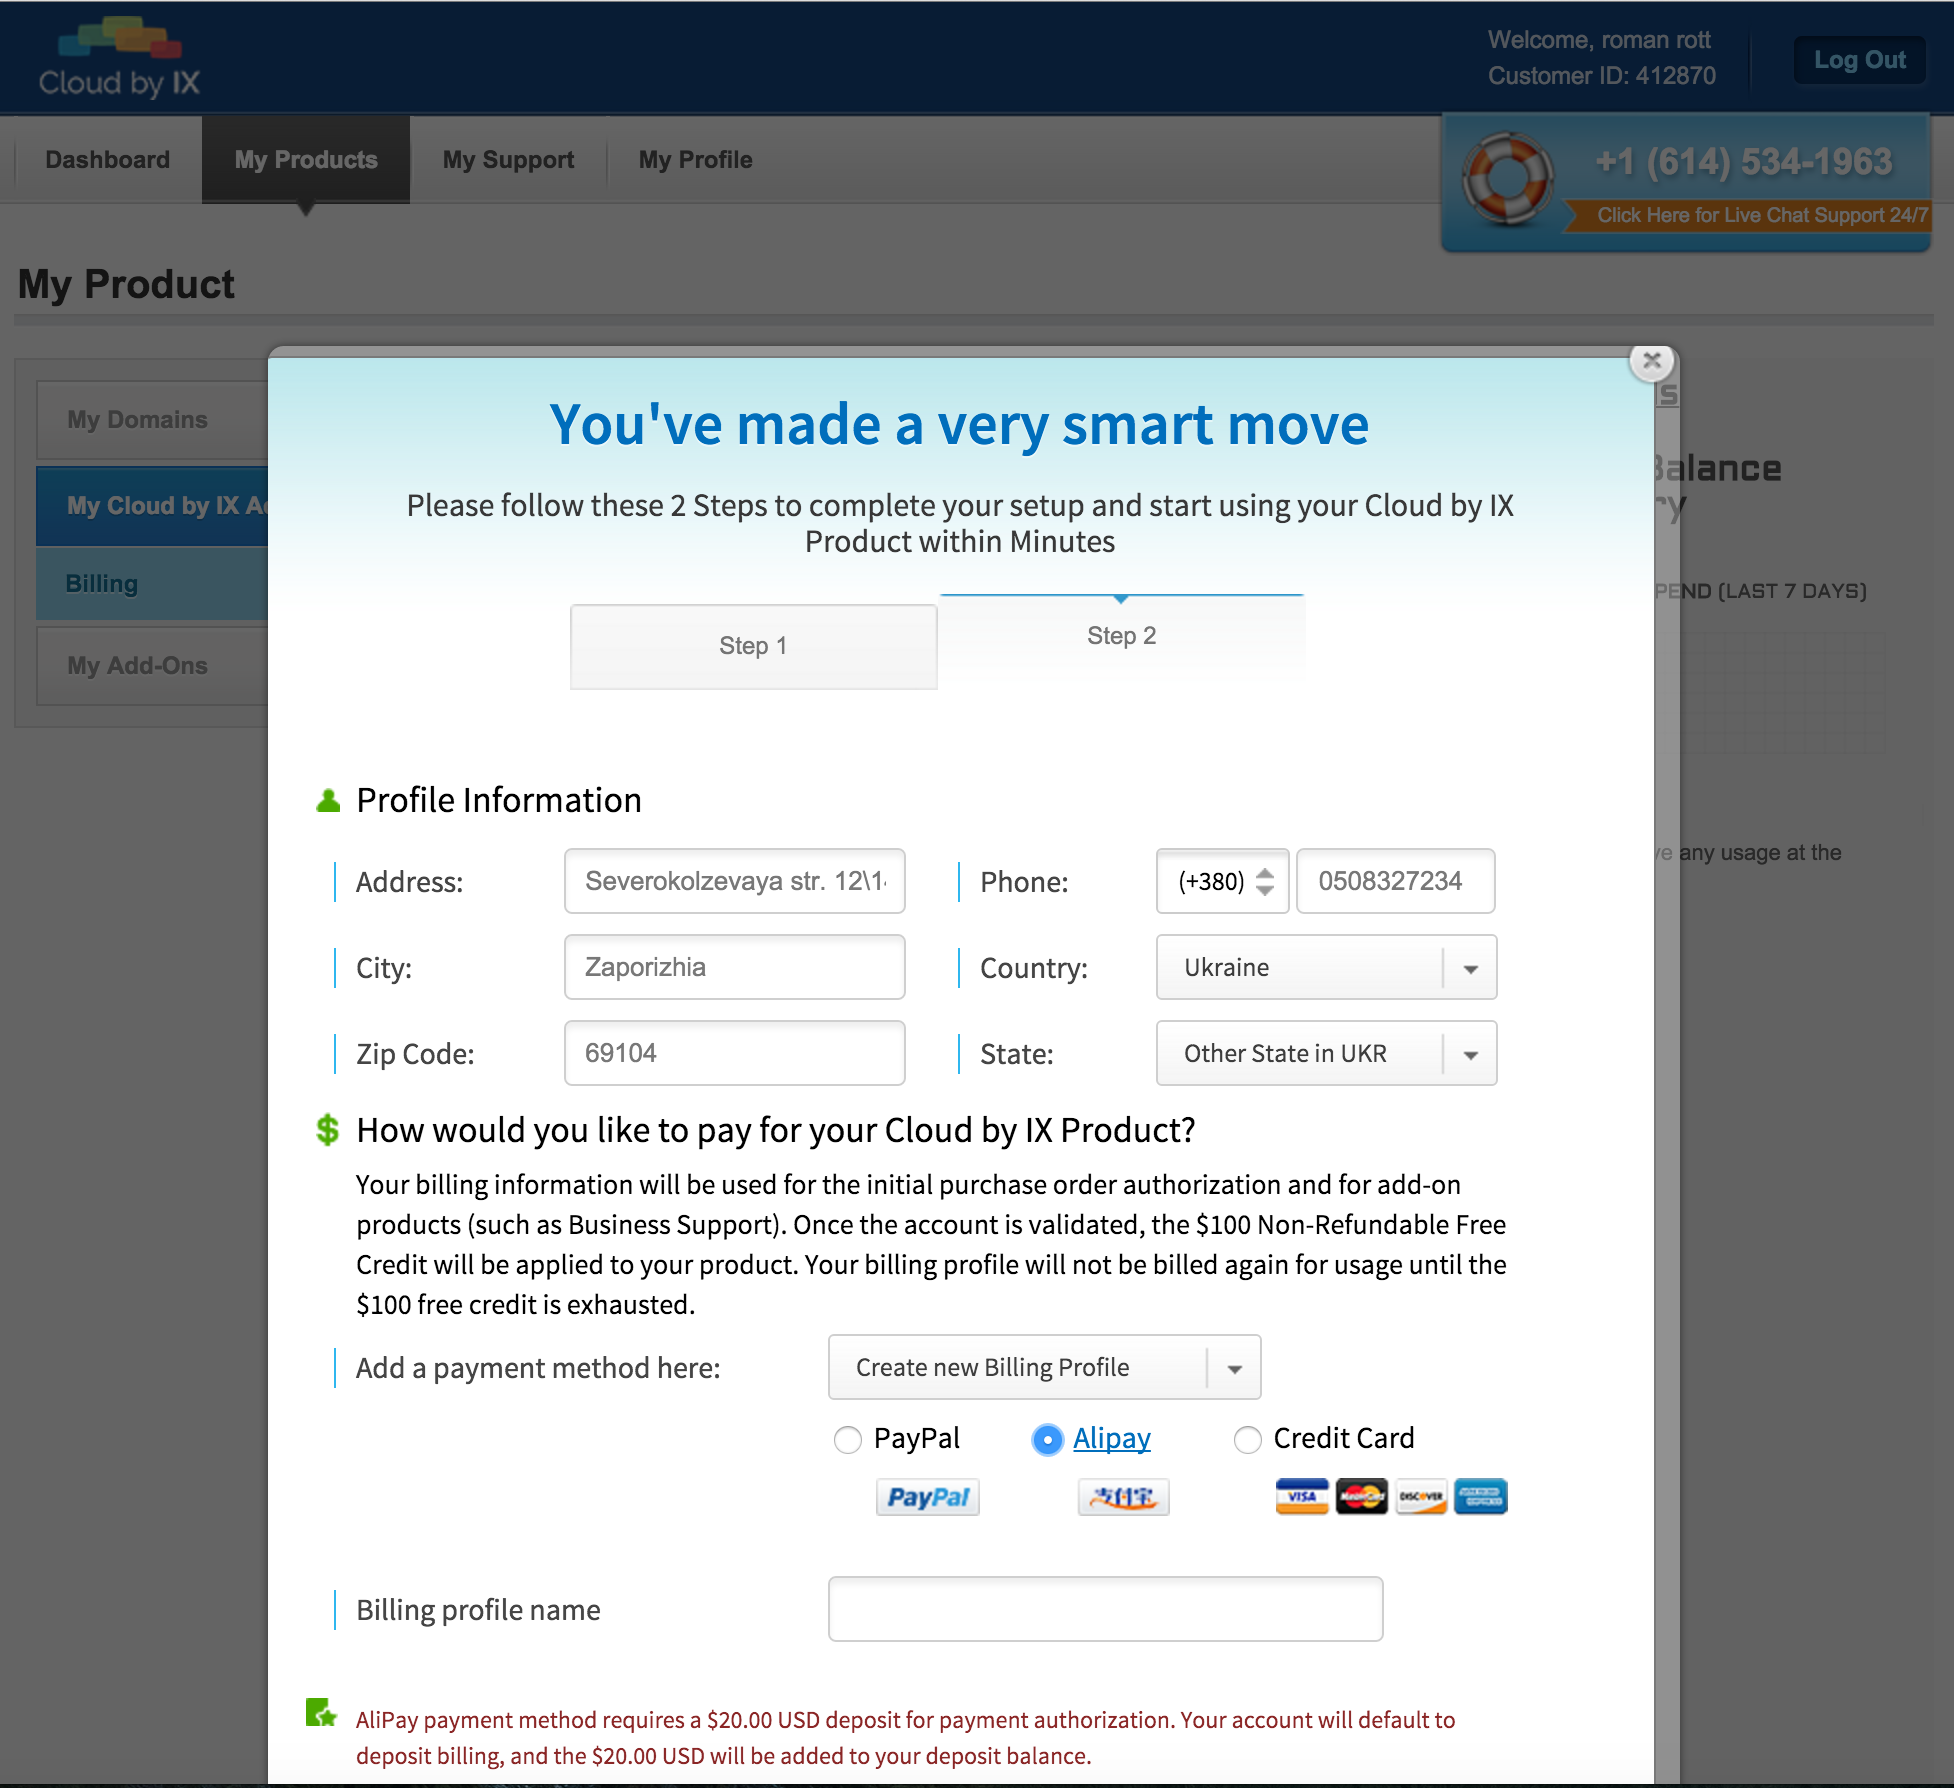 Cloud by IX
Welcome, roman rott
Customer ID: 412870
Log Out
Dashboard
My Products
My Support
My Profile
+1 (614) 534-1963
Click Here for Live Chat Support 24/7
My Product
My Domains
My Cloud by IX
Billing
My Add-Ons
You've made a very smart move
Please follow these 2 Steps to complete your setup and start using your Cloud by IX
Product within Minutes
Step 1
Step 2
(LAST 7 DAYS)
any usage at the
Profile Information
Address:
Severokolzevaya str.
Phone:
(+380)
0508327234
City:
Zaporizhia
Country:
Ukraine
Zip Code:
69104
State:
Other State in UKR
$ How would you like to pay for your Cloud by IX Product?
Your billing information will be used for the initial purchase order authorization and for add-on
products (such as Business Support). Once the account is validated, the $100 Non-Refundable Free
Credit will be applied to your product. Your billing profile will not be billed again for usage until the
$100 free credit is exhausted.
Add a payment method here:
Create new Billing Profile
PayPal
Alipay
Credit Card
PayPal
支付宝
VISA
MasterCard
DISCOVER
Billing profile name
AliPay payment method requires a $20.00 USD deposit for payment authorization. Your account will default to
deposit billing, and the $20.00 USD will be added to your deposit balance.